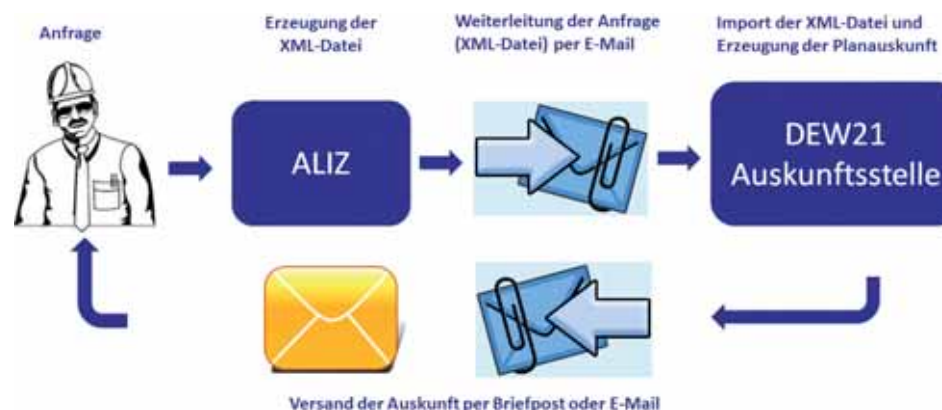 Anfrage
Erzeugung der
XML-Datei
Weiterleitung der Anfrage
(XML-Datei) per E-Mail
Import der XML-Datei und
Erzeugung der Planauskunft
ALIZ
DEW21
Auskunftsstelle
Versand der Auskunft per Briefpost oder E-Mail